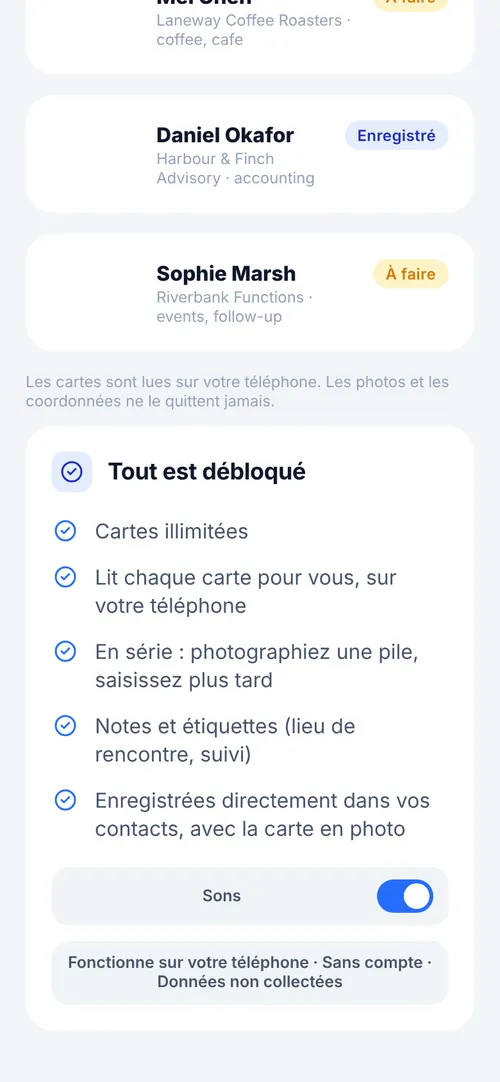 Mei Chen
À faire
Laneway Coffee Roasters ·
coffee, cafe
Daniel Okafor
Enregistré
Harbour & Finch
Advisory · accounting
Sophie Marsh
À faire
Riverbank Functions ·
events, follow-up
Les cartes sont lues sur votre téléphone. Les photos et les
coordonnées ne le quittent jamais.
Tout est débloqué
Cartes illimitées
Lit chaque carte pour vous, sur
votre téléphone
En série : photographiez une pile,
saisissez plus tard
Notes et étiquettes (lieu de
rencontre, suivi)
Enregistrées directement dans vos
contacts, avec la carte en photo
Sons
Fonctionne sur votre téléphone · Sans compte ·
Données non collectées